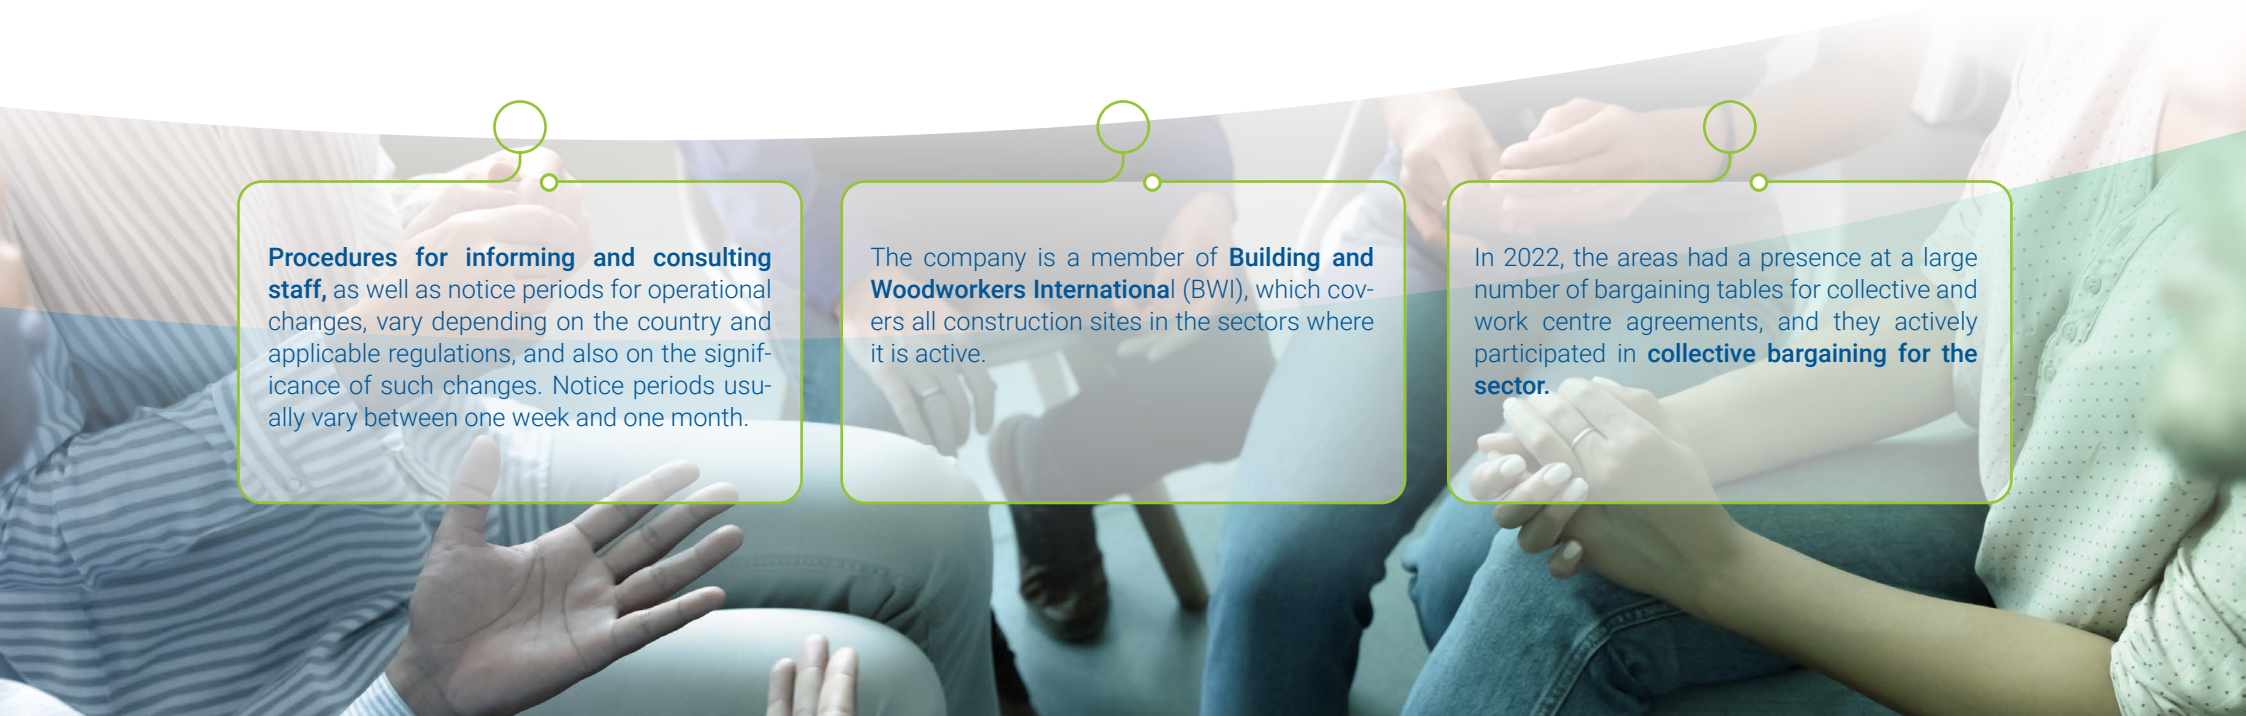 Procedures for informing and consulting
staff, as well as notice periods for operational
changes, vary depending on the country and
applicable regulations, and also on the signif-
icance of such changes. Notice periods usu-
ally vary between one week and one month.
The company is a member of Building and
Woodworkers International (BWI), which cov-
ers all construction sites in the sectors where
it is active.
In 2022, the areas had a presence at a large
number of bargaining tables for collective and
work centre agreements, and they actively
participated in collective bargaining for the
sector.